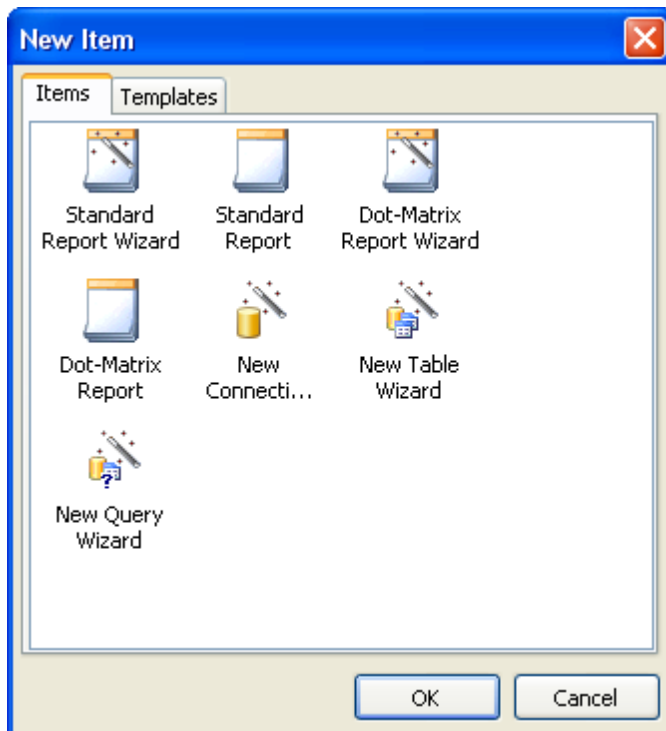 New Item
Items Templates
Standard Report Wizard
Standard Report
Dot-Matrix Report Wizard
Dot-Matrix Report
New Connecti...
New Table Wizard
New Query Wizard
OK Cancel